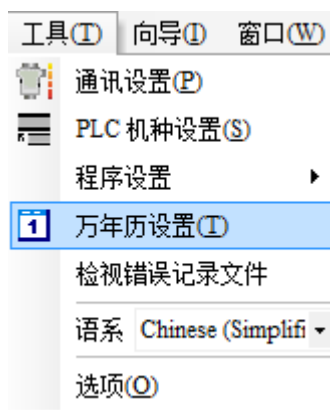 工具(T) 向导(I) 窗口(W)
通讯设置(P)
PLC 机种设置(S)
程序设置
1 万年历设置(T)
检视错误记录文件
语系 Chinese (Simplifi
选项(O)